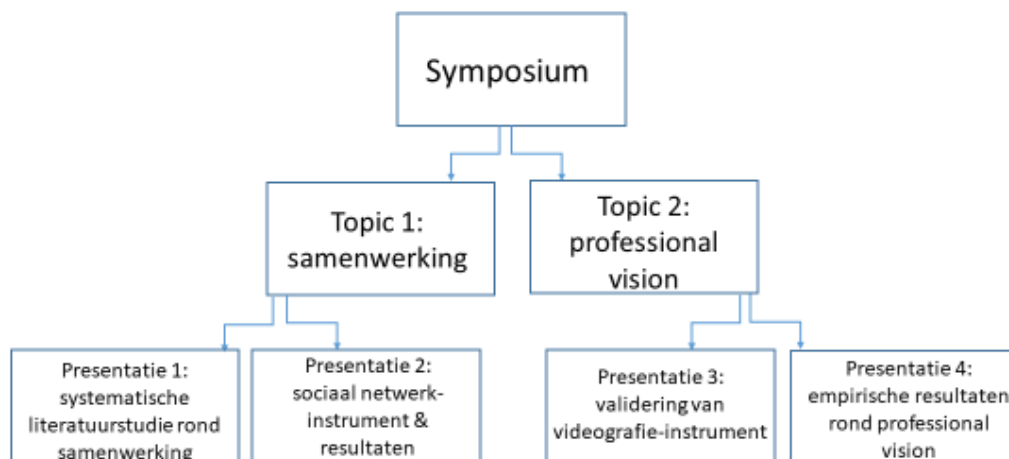 Symposium
Topic 1:
samenwerking
Topic 2:
professional
vision
Presentatie 1:
systematische
literatuurstudie rond
samenwerking
Presentatie 2:
sociaal netwerk-
instrument &
resultaten
Presentatie 3:
validering van
videografie-instrument
Presentatie 4:
empirische resultaten
rond professional
vision